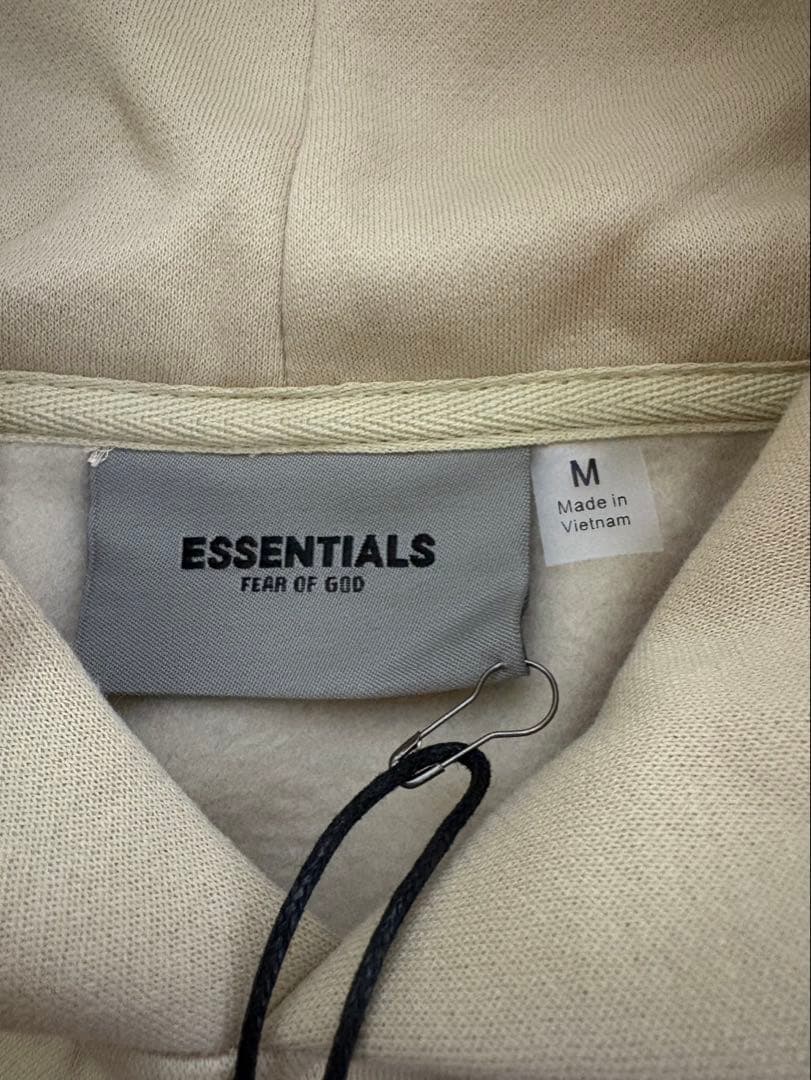 ESSENTIALS
FEAR OF GOD
M
Made in
Vietnam